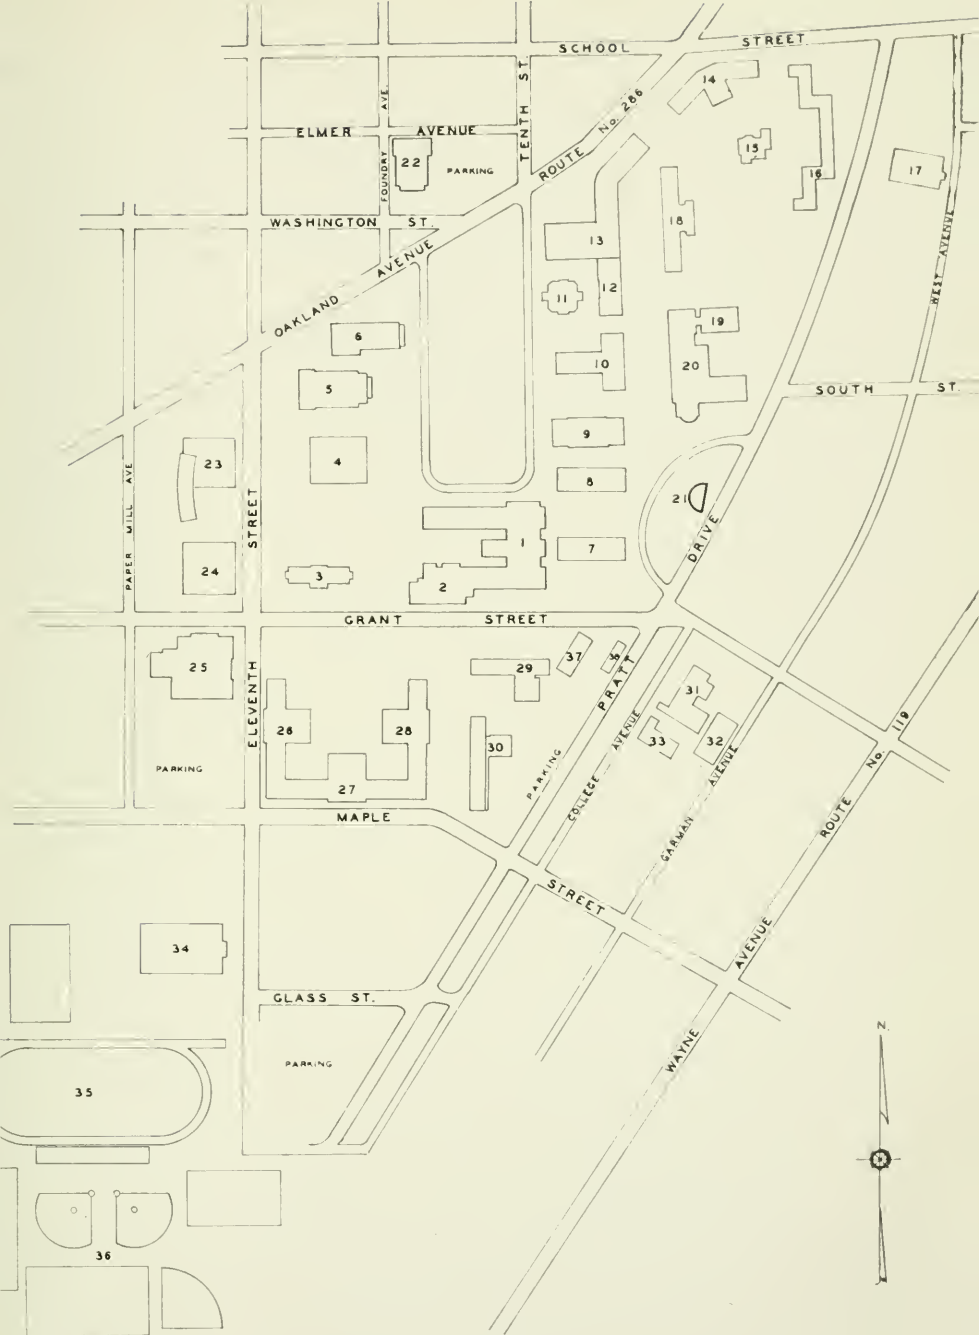 SCHOOL STREET
TENTH ST.
ROUTE No. 286
14
FOUNDRY AVE.
ELMER AVENUE
22
PARKING
15
16
17
WASHINGTON ST.
OAKLAND AVENUE
18
13
12
11
WEST AVENUE
6
19
10
20
5
SOUTH ST.
9
4
23
8
21
PAPER MILL AVE
ELEVENTH STREET
1
7
PRATT DRIVE
24
3
2
GRANT STREET
37
25
29
31
26
28
33
32
30
PARKING
27
MAPLE STREET
PARKING
COLLEGE AVENUE
GARMAN AVENUE
ROUTE No. 119
WAYNE AVENUE
34
GLASS ST.
PARKING
N.
35
36